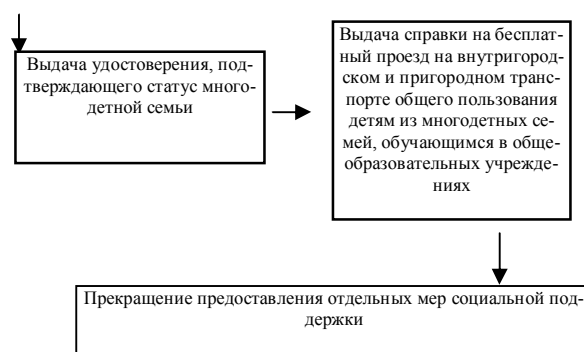 Выдача удостоверения, под-
тверждающего статус много-
детной семьи
Выдача справки на бесплат-
ный проезд на внутригород-
ском и пригородном транс-
порте общего пользования
детям из многодетных се-
мей, обучающимся в обще-
образовательных учрежде-
ниях
Прекращение предоставления отдельных мер социальной под-
держки